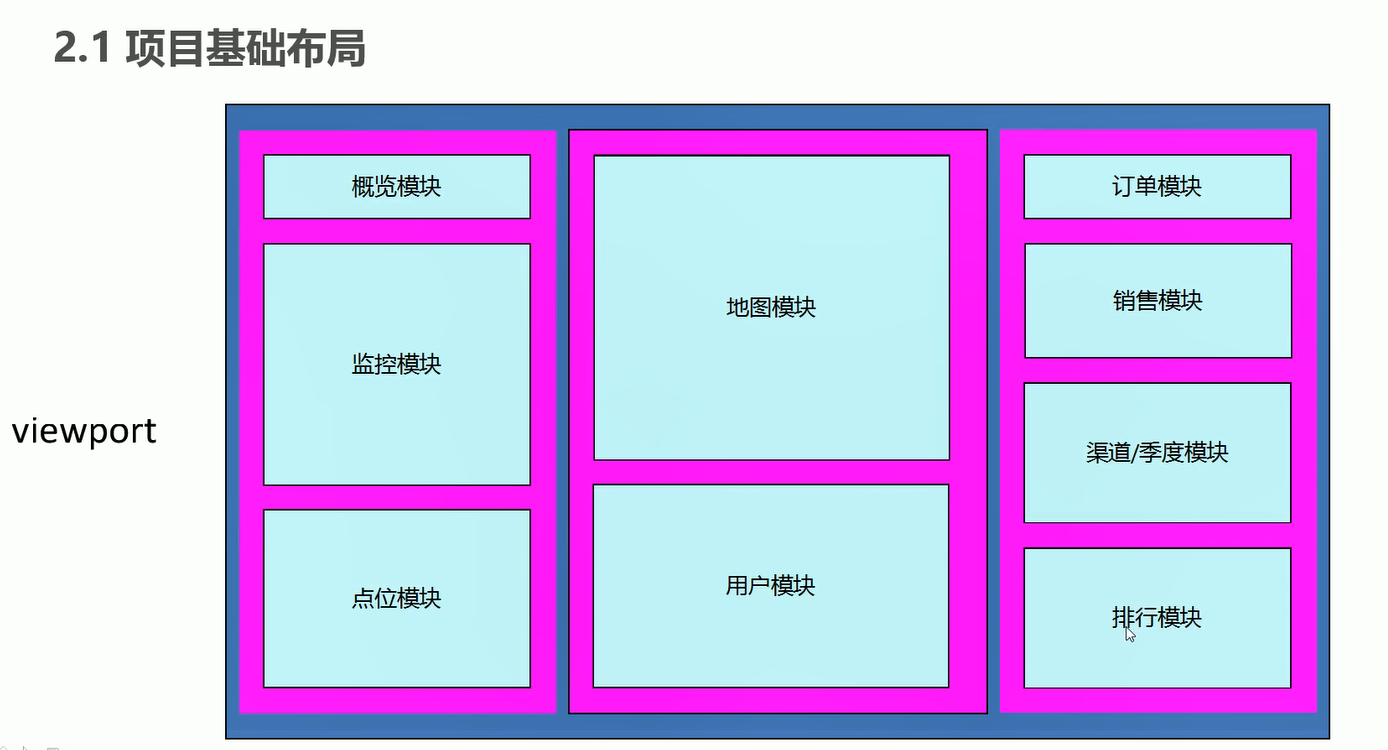 2.1 项目基础布局
viewport
概览模块
监控模块
点位模块
地图模块
用户模块
订单模块
销售模块
渠道/季度模块
排行模块